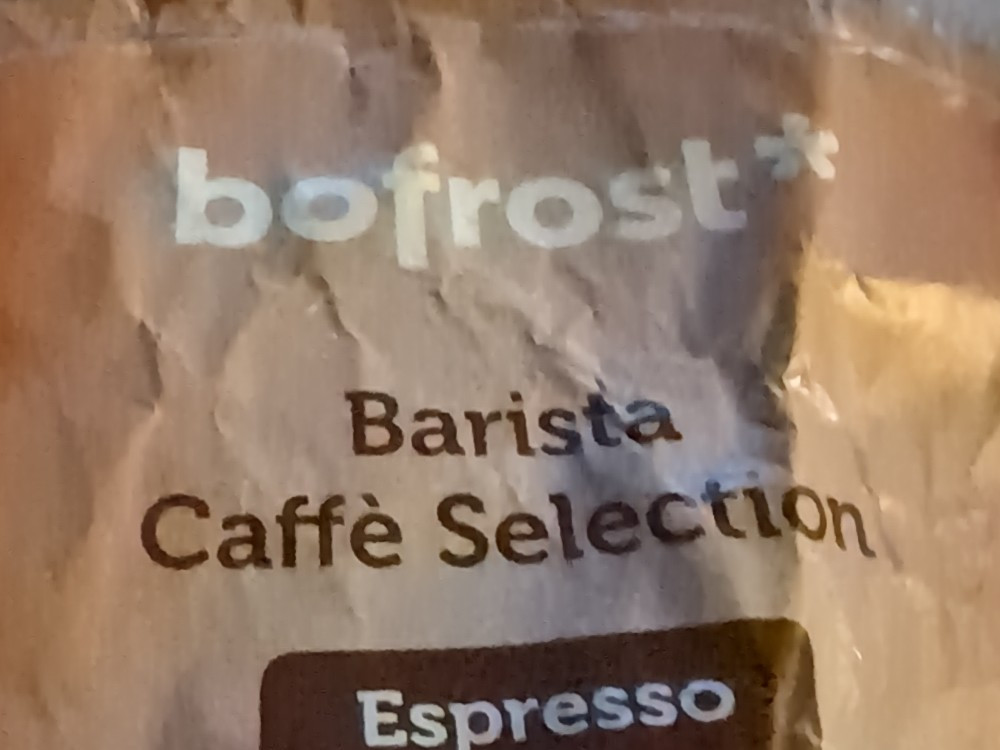 bofrost*
Barista
Caffè Selection
Espresso